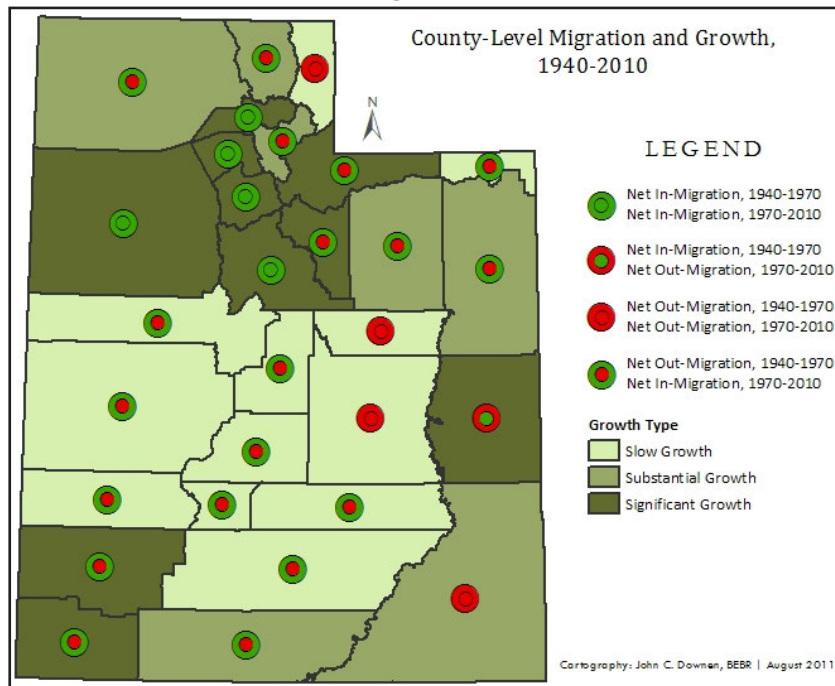 County-Level Migration and Growth,
1940-2010
N
LEGEND
Net In-Migration, 1940-1970
Net In-Migration, 1970-2010
Net In-Migration, 1940-1970
Net Out-Migration, 1970-2010
Net Out-Migration, 1940-1970
Net Out-Migration, 1970-2010
Net Out-Migration, 1940-1970
Net In-Migration, 1970-2010
Growth Type
Slow Growth
Substantial Growth
Significant Growth
Cartography: John C. Downen, BEBR | August 2011